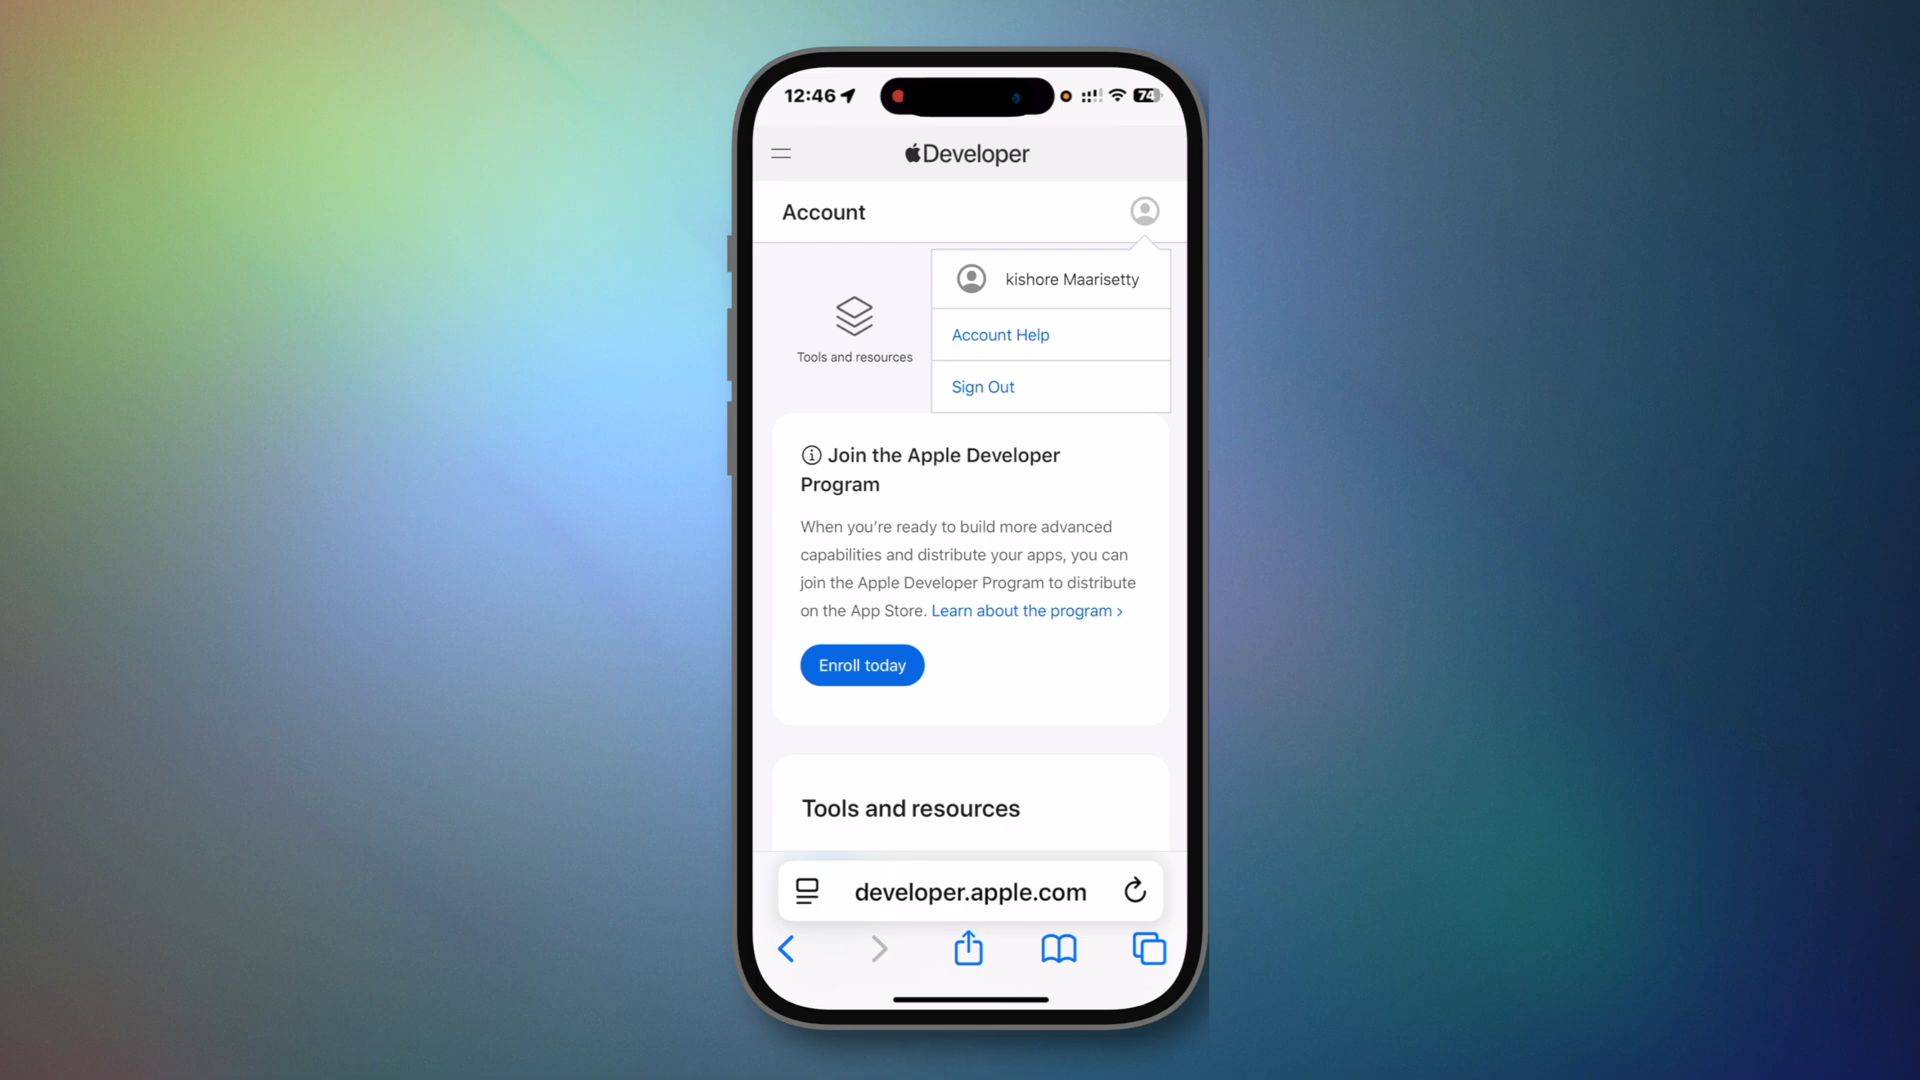 12:46
74
Developer
Account
kishore Maarisetty
Account Help
Sign Out
Tools and resources
Join the Apple Developer
Program
When you’re ready to build more advanced
capabilities and distribute your apps, you can
join the Apple Developer Program to distribute
on the App Store. Learn about the program ›
Enroll today
Tools and resources
developer.apple.com